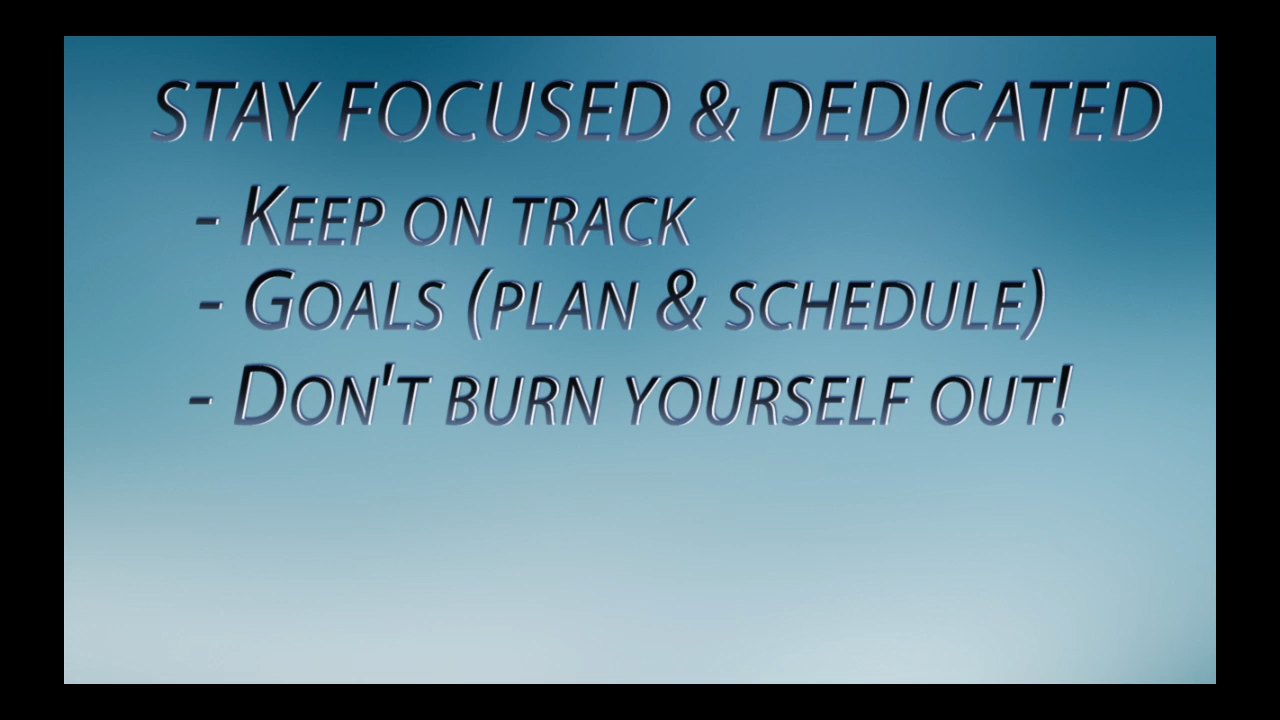 STAY FOCUSED & DEDICATED
- KEEP ON TRACK
- GOALS (PLAN & SCHEDULE)
- DON'T BURN YOURSELF OUT!